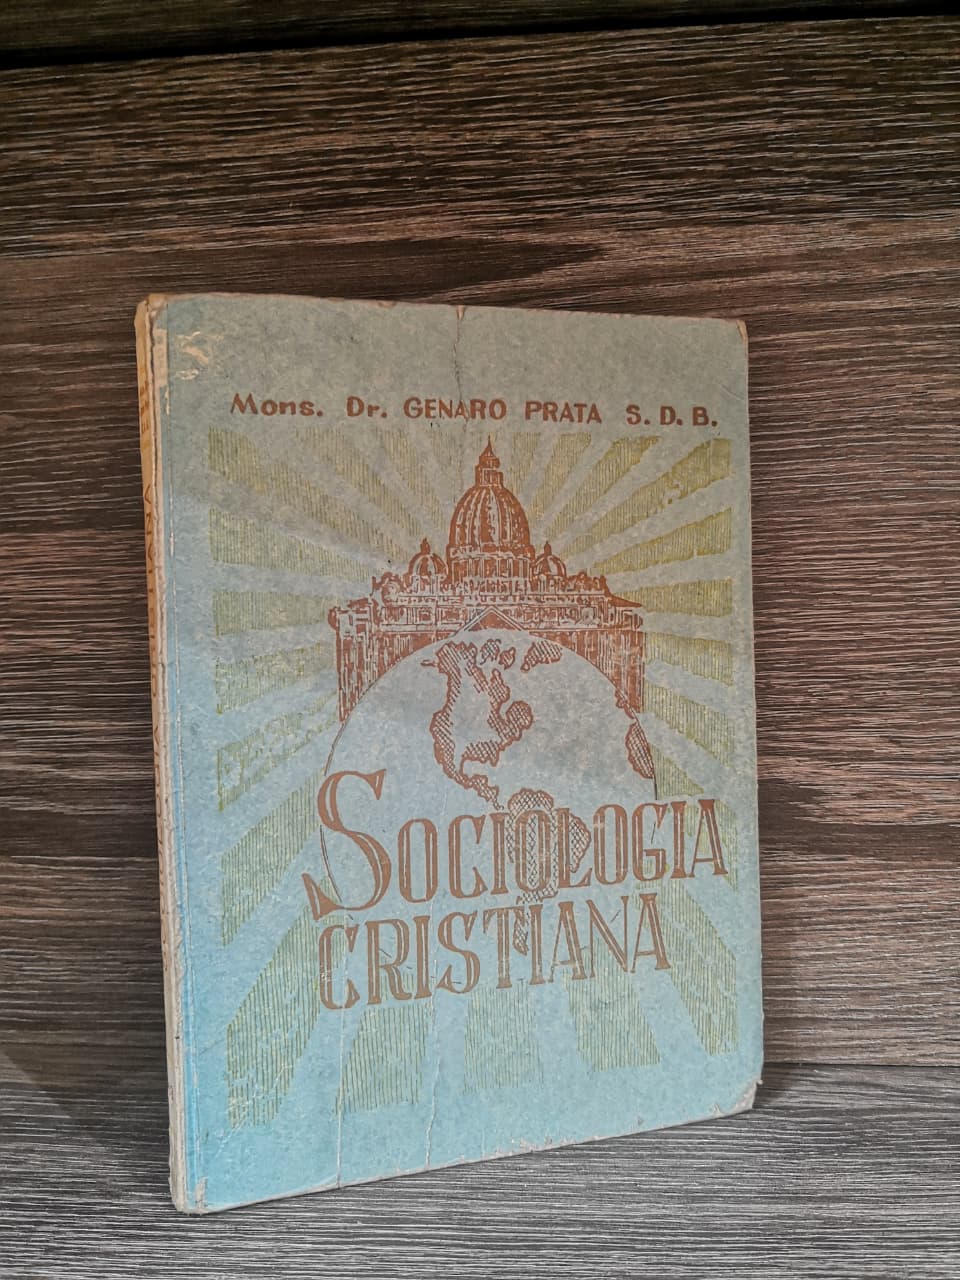 Mons. Dr. GENARO PRATA S. D. B.
SOCIOLOGIA
CRISTIANA